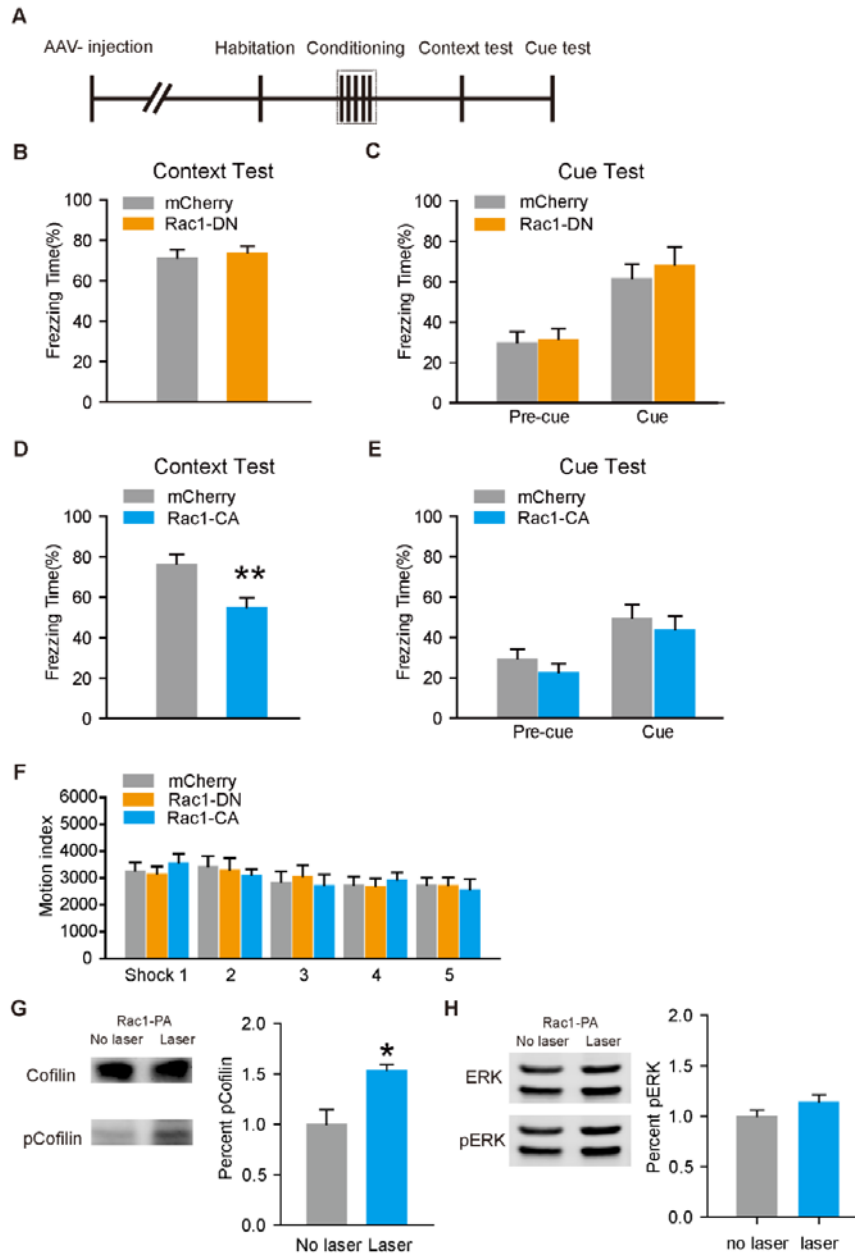 A
AAV- injection
Habitation
Conditioning
Context test
Cue test
B
Context Test
mCherry
Rac1-DN
Frezzing Time(%)
100
80
60
40
20
0
C
Cue Test
mCherry
Rac1-DN
Frezzing Time(%)
100
80
60
40
20
0
Pre-cue
Cue
D
Context Test
mCherry
Rac1-CA
Frezzing Time(%)
100
80
60
40
20
0
**
E
Cue Test
mCherry
Rac1-CA
Frezzing Time(%)
100
80
60
40
20
0
Pre-cue
Cue
F
mCherry
Rac1-DN
Rac1-CA
Motion index
6000
5000
4000
3000
2000
1000
0
Shock 1
2
3
4
5
G
Rac1-PA
No laser
Laser
Cofilin
pCofilin
Percent pCofilin
2.0
1.5
1.0
0.5
0.0
*
No laser
Laser
H
Rac1-PA
No laser
Laser
ERK
pERK
Percent pERK
2.0
1.5
1.0
0.5
0.0
no laser
laser